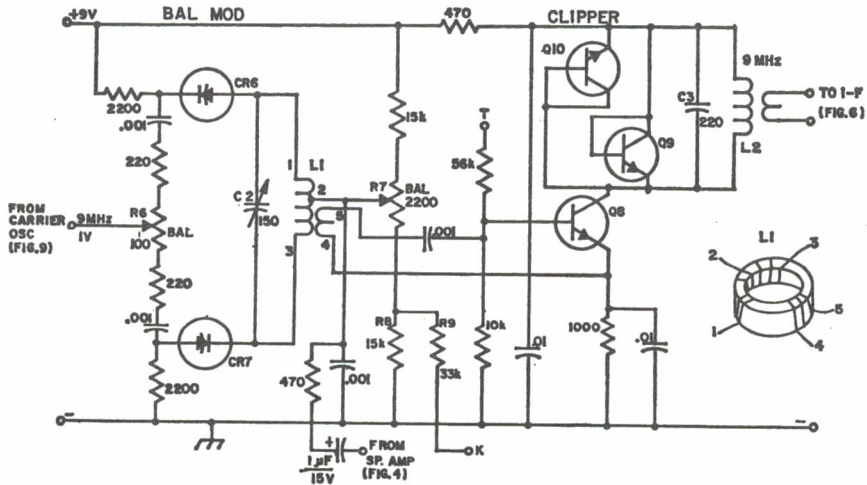 +9V
BAL MOD
470
CLIPPER
Q10
9 MHz
TO I-F
(FIG.6)
CR6
2200
.001
15k
T
C3
220
L2
Q9
220
1
L1
2
R7
BAL
2200
56k
FROM
CARRIER
OSC
(FIG.9)
9MHz
1V
R6
100
BAL
C2
150
5
3
4
.001
Q8
L1
2
3
1
5
4
220
.001
CR7
R8
15k
R9
33k
10k
.01
1000
.01
2200
470
.001
-
-
+
1µF
15V
FROM
SP. AMP
(FIG.4)
K